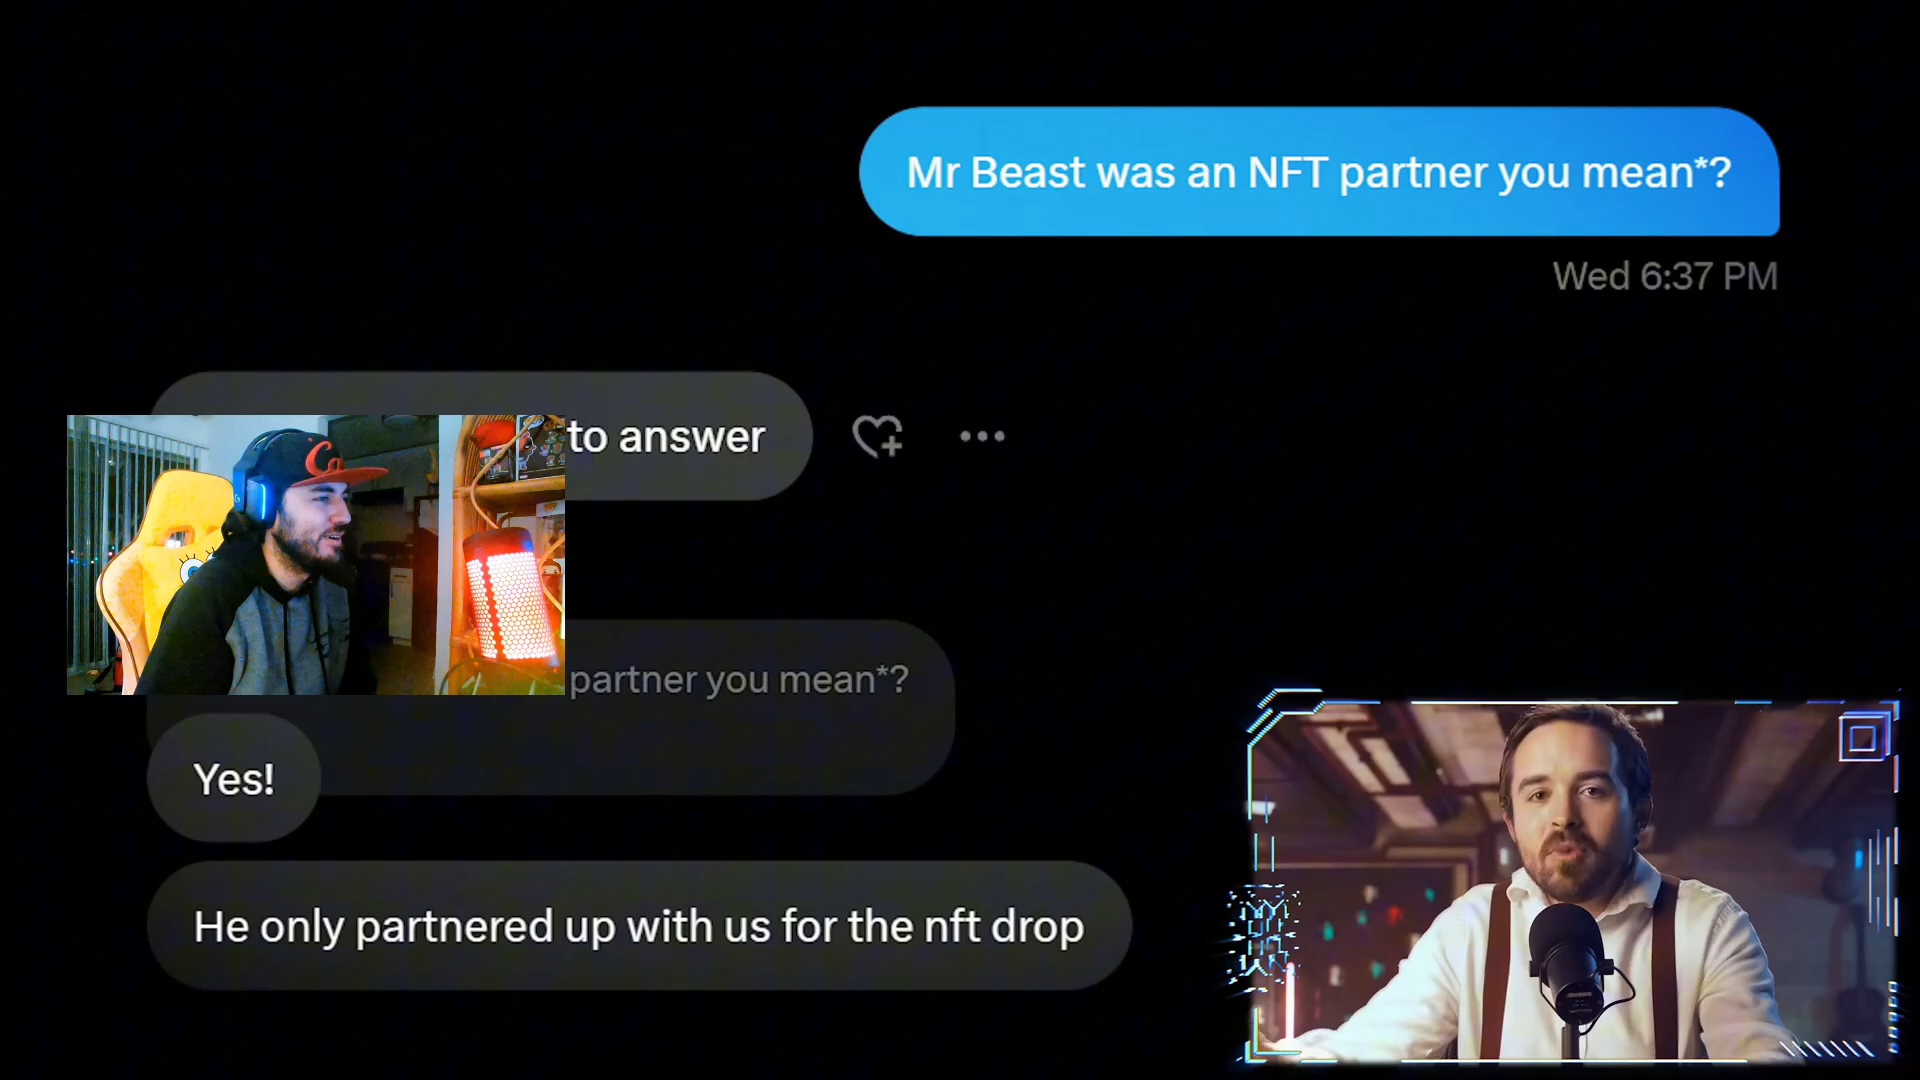 Mr Beast was an NFT partner you mean*?
Wed 6:37 PM
to answer
partner you mean*?
Yes!
He only partnered up with us for the nft drop